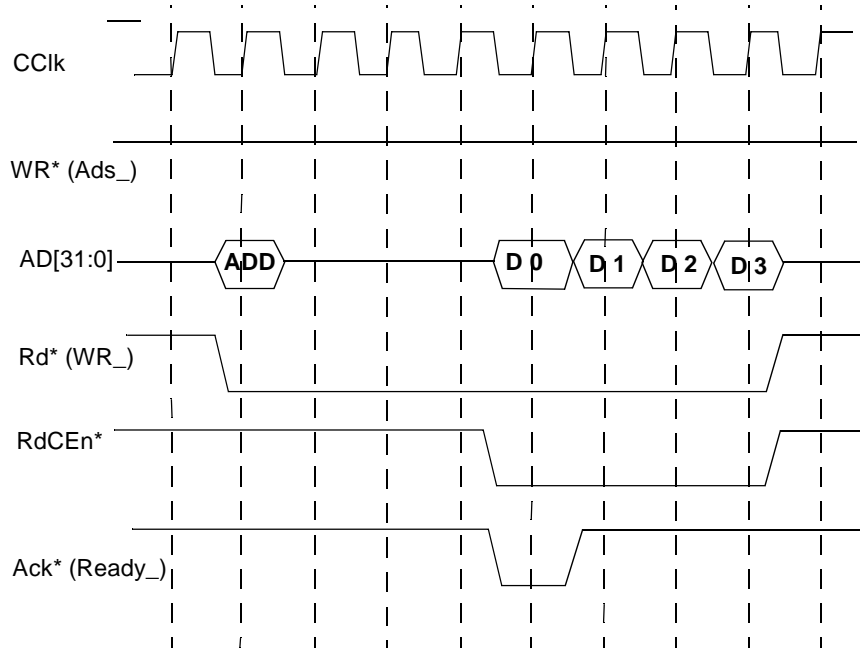 CClk
WR* (Ads_)
AD[31:0] ADD D 0 D 1 D 2 D 3
Rd* (WR_)
RdCEn*
Ack* (Ready_)